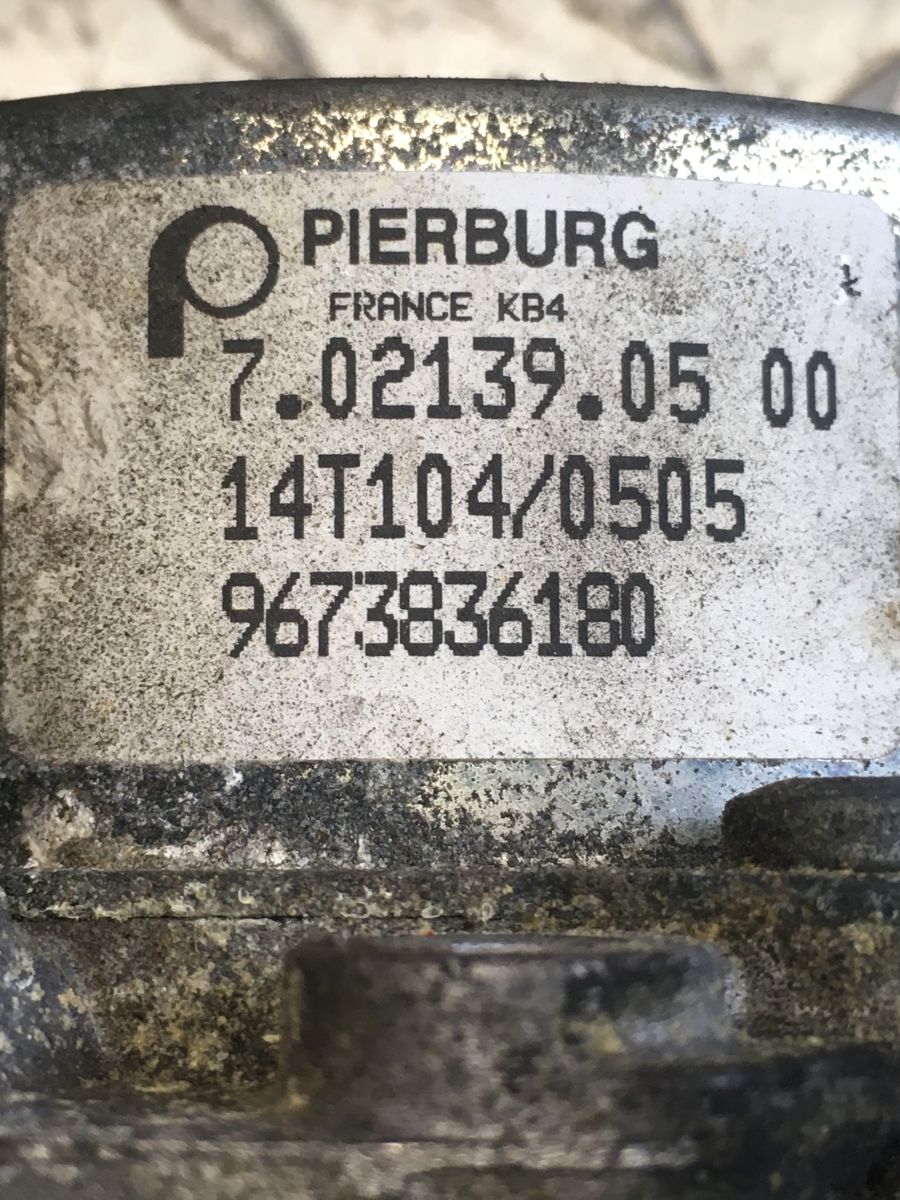 PIERBURG
FRANCE KB4
7.02139.05 00
14T104/0505
9673836180